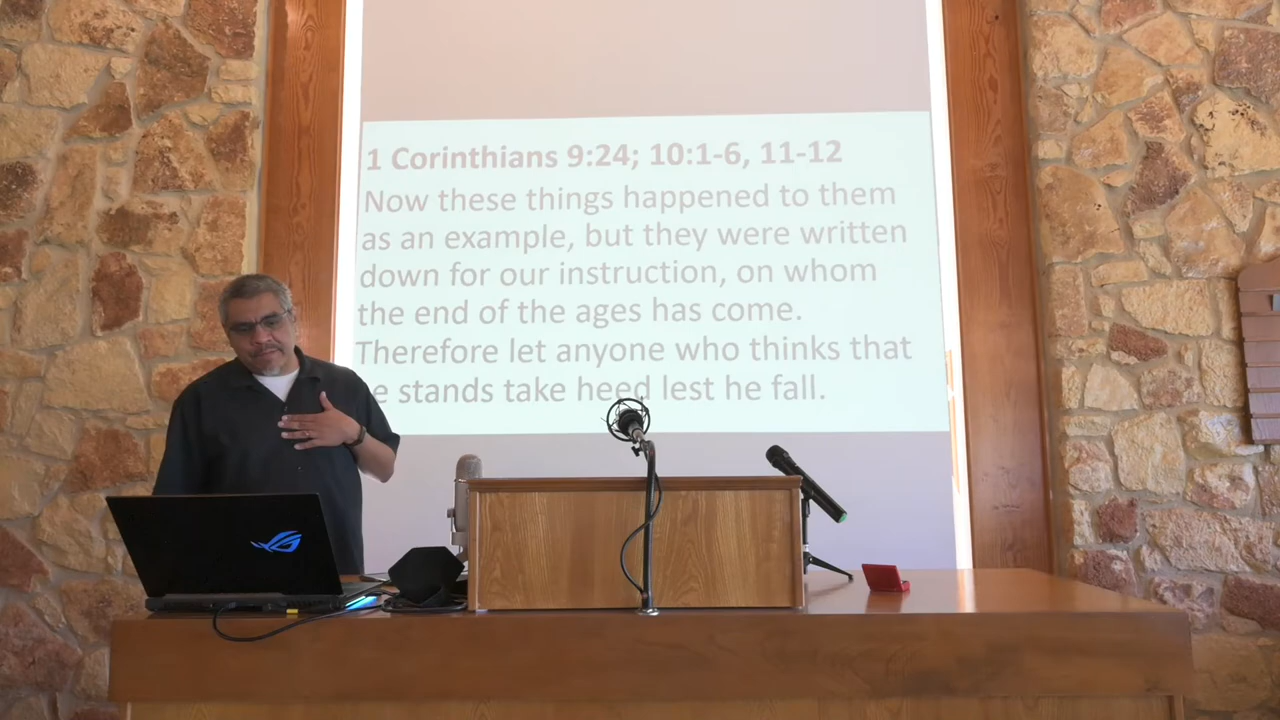 1 Corinthians 9:24; 10:1-6, 11-12
Now these things happened to them
as an example, but they were written
down for our instruction, on whom
the end of the ages has come.
Therefore let anyone who thinks that
e stands take heed lest he fall.